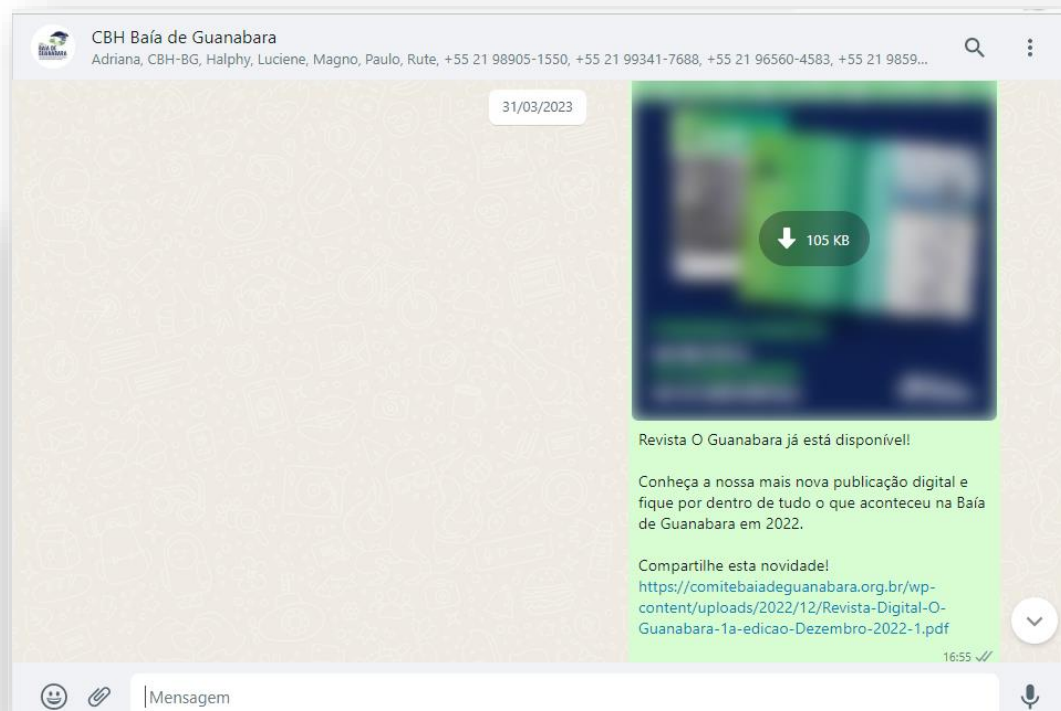 BAÍA DE
GUANABARA
CBH Baía de Guanabara
Adriana, CBH-BG, Halphy, Luciene, Magno, Paulo, Rute, +55 21 98905-1550, +55 21 99341-7688, +55 21 96560-4583, +55 21 9859...
31/03/2023
105 KB
Revista O Guanabara já está disponível!
Conheça a nossa mais nova publicação digital e
fique por dentro de tudo o que aconteceu na Baía
de Guanabara em 2022.
Compartilhe esta novidade!
https://comitebaiadeguanabara.org.br/wp-
content/uploads/2022/12/Revista-Digital-O-
Guanabara-1a-edicao-Dezembro-2022-1.pdf
16:55
Mensagem